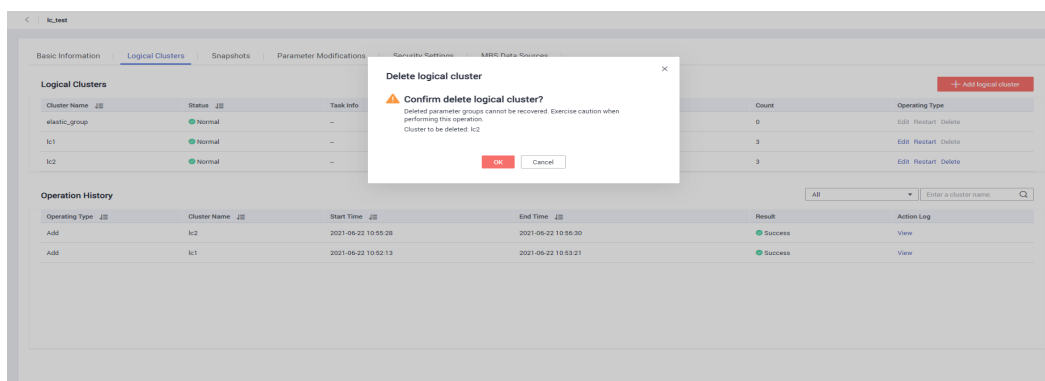 < lc_test
Basic Information Logical Clusters Snapshots Parameter Modifications Security Settings MRS Data Sources
Logical Clusters
+ Add logical cluster
Cluster Name Status Task Info Count Operating Type
elastic_group Normal -- 0 Edit Restart Delete
lc1 Normal -- 3 Edit Restart Delete
lc2 Normal -- 3 Edit Restart Delete
Delete logical cluster
Confirm delete logical cluster?
Deleted parameter groups cannot be recovered. Exercise caution when
performing this operation.
Cluster to be deleted: lc2
OK Cancel
Operation History
All Enter a cluster name.
Operating Type Cluster Name Start Time End Time Result Action Log
Add lc2 2021-06-22 10:55:28 2021-06-22 10:56:30 Success View
Add lc1 2021-06-22 10:52:13 2021-06-22 10:53:21 Success View